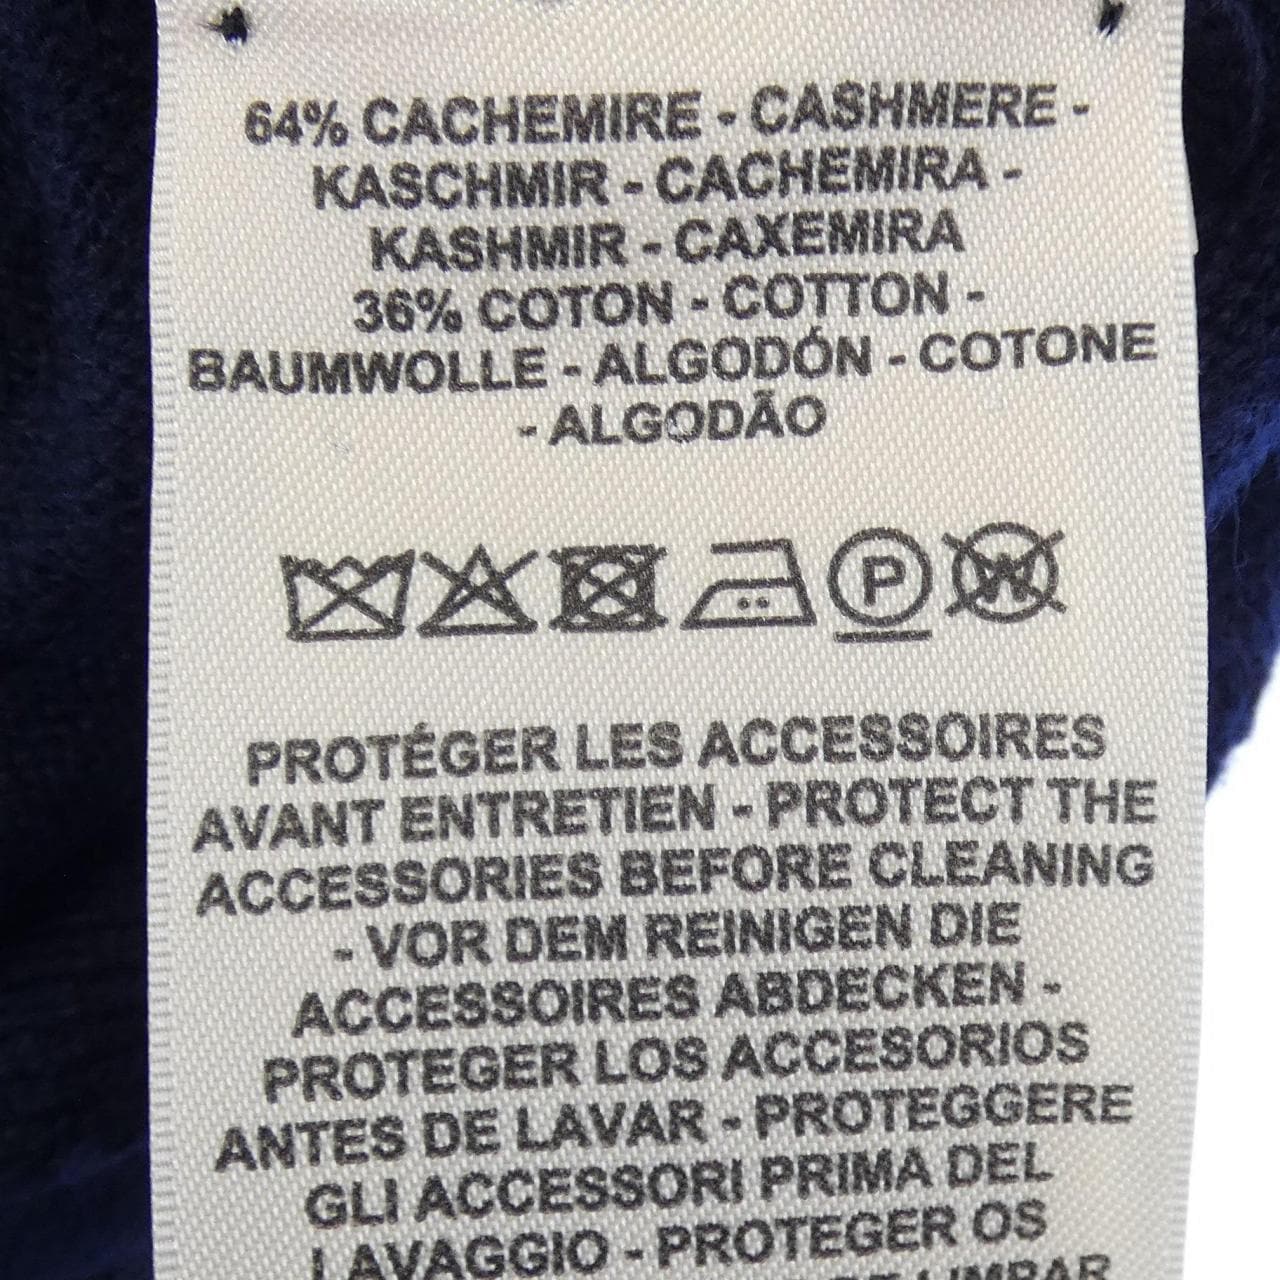 64% CACHEMIRE - CASHMERE -
KASCHMIR - CACHEMIRA -
KASHMIR - CAXEMIRA
36% COTON - COTTON -
BAUMWOLLE - ALGODÓN - COTONE
- ALGODÃO
P W
PROTÉGER LES ACCESSOIRES
AVANT ENTRETIEN - PROTECT THE
ACCESSORIES BEFORE CLEANING
- VOR DEM REINIGEN DIE
ACCESSOIRES ABDECKEN -
PROTEGER LOS ACCESORIOS
ANTES DE LAVAR - PROTEGGERE
GLI ACCESSORI PRIMA DEL
LAVAGGIO - PROTEGER OS
DE LIMPAR